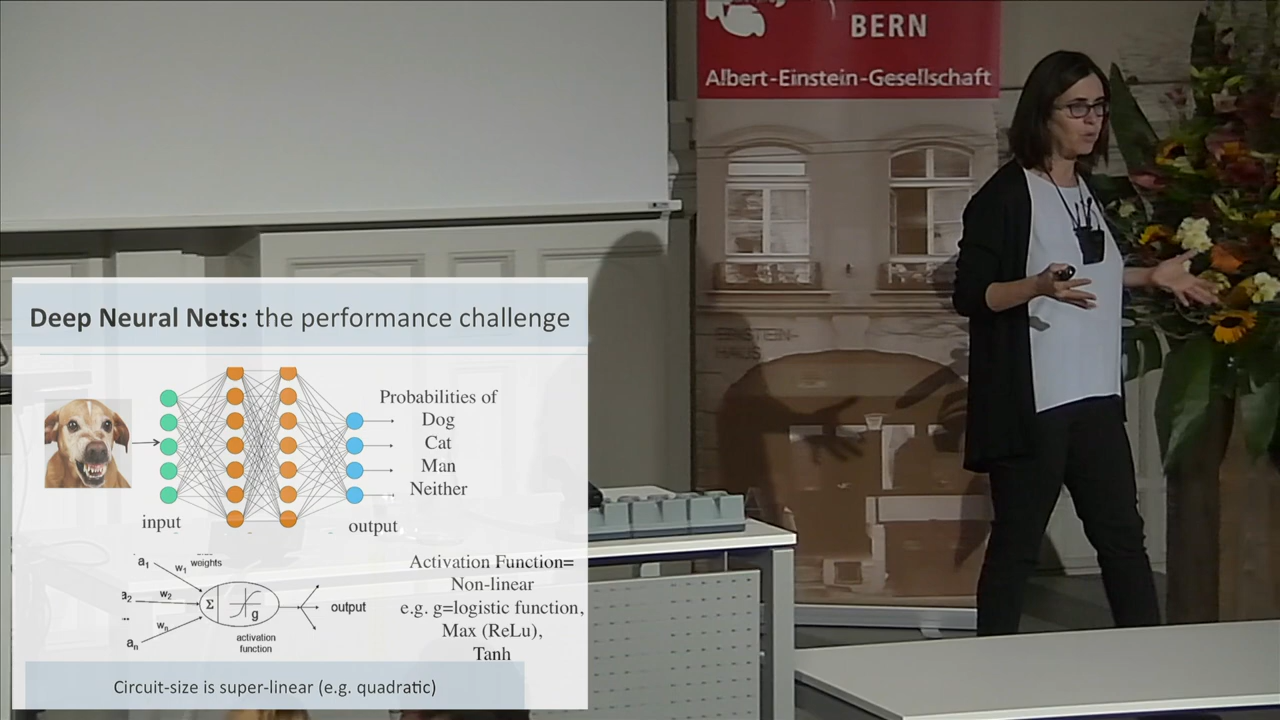 BERN
Albert-Einstein-Gesellschaft
EINSTEIN-
HAUS
Deep Neural Nets: the performance challenge
Probabilities of
Dog
Cat
Man
Neither
input
output
a1
w1
weights
a2
w2
...
wn
an
Σ
g
output
activation
function
Activation Function=
Non-linear
e.g. g=logistic function,
Max (ReLu),
Tanh
Circuit-size is super-linear (e.g. quadratic)